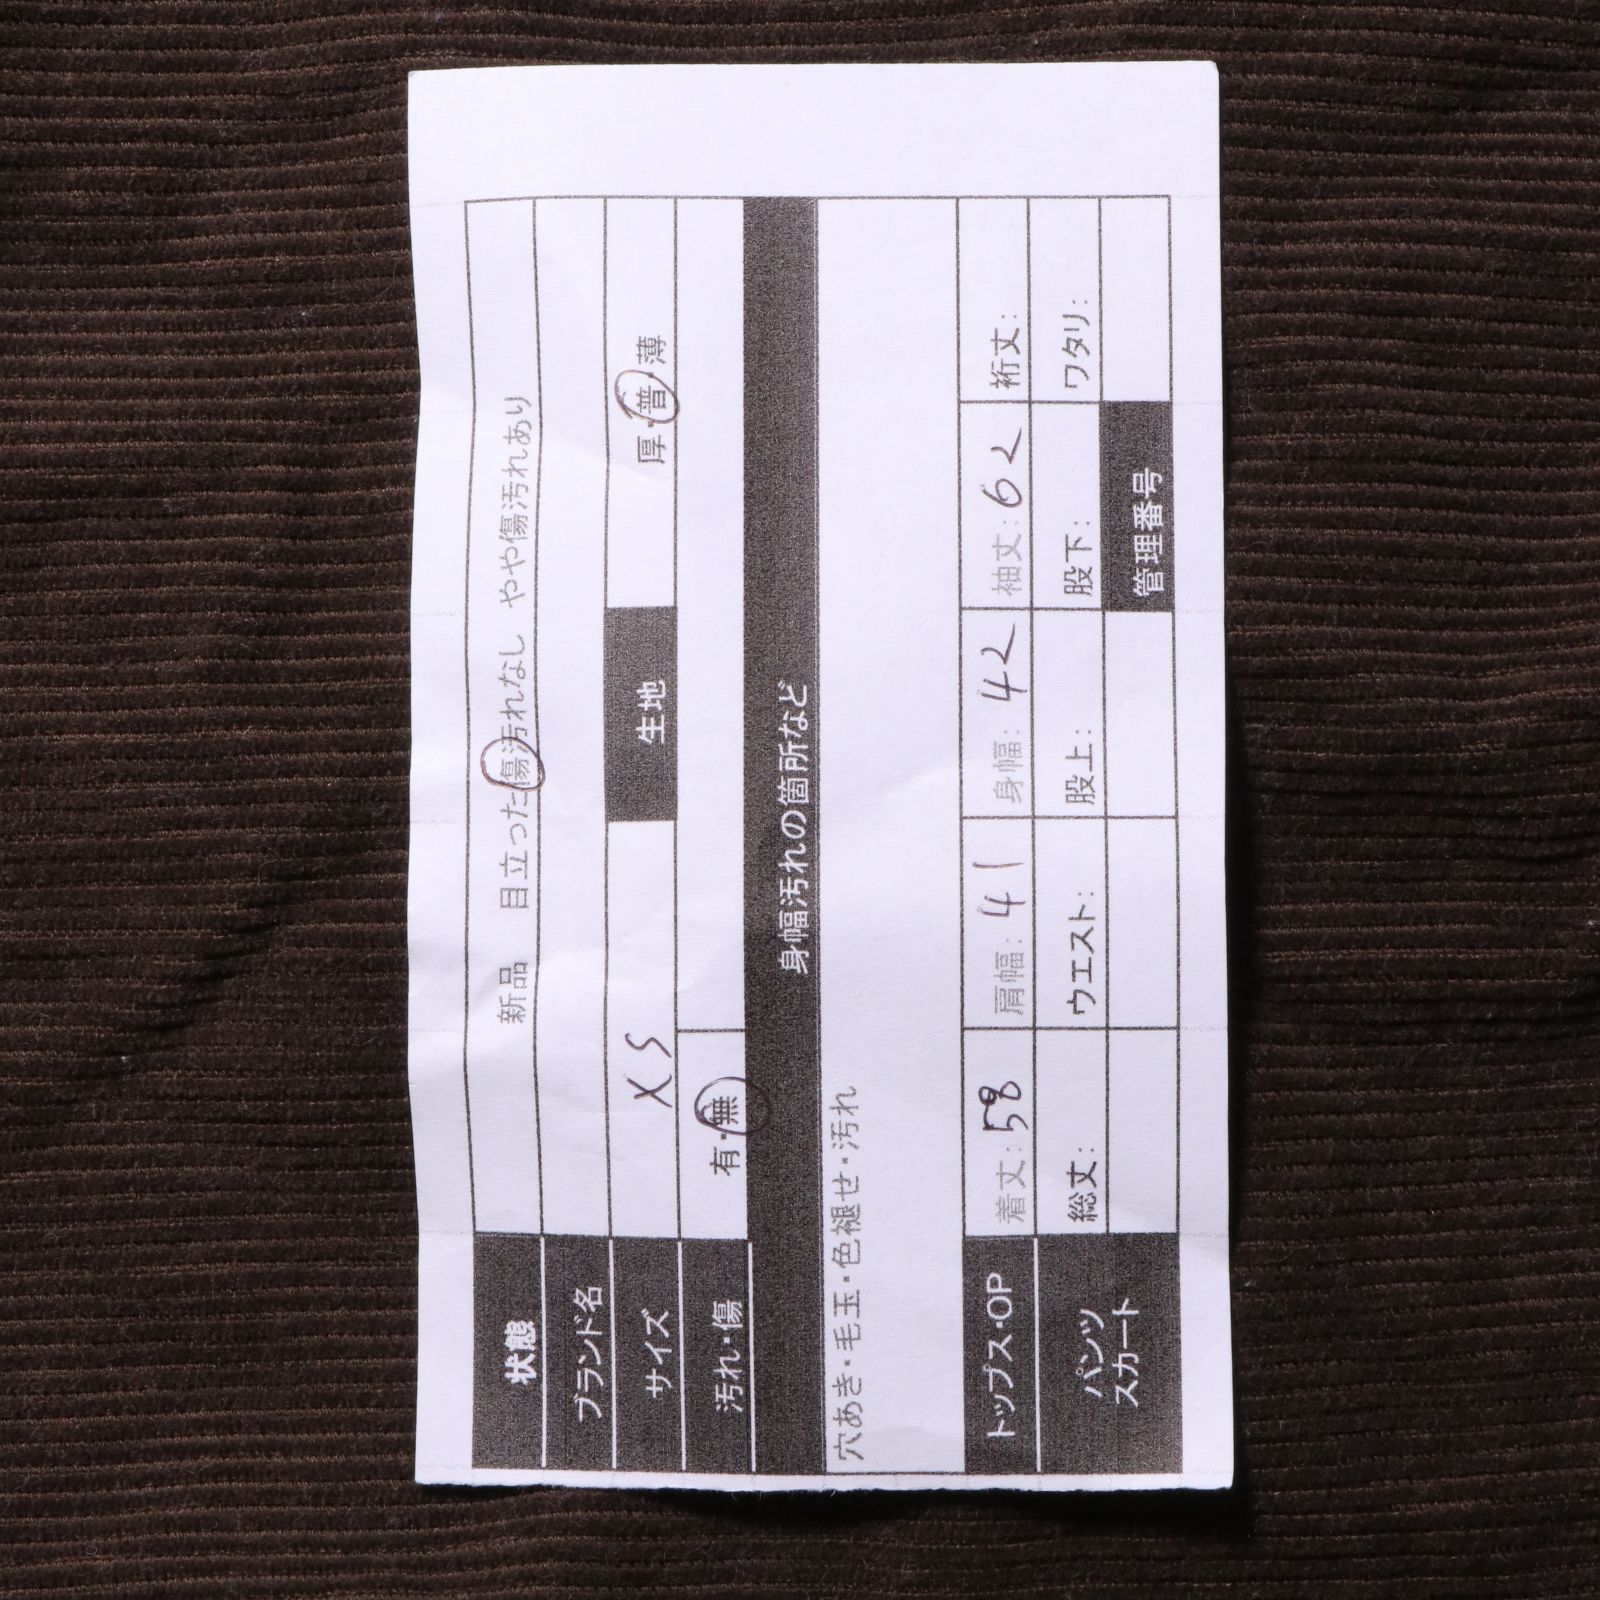 状態 新品 目立った傷汚れなし やや傷汚れあり
ブランド名
サイズ XS 生地 厚・普・薄
汚れ・傷 有・無
身幅汚れの箇所など
穴あき・毛玉・色褪せ・汚れ
トップス・OP 着丈:58 肩幅:41 身幅:42 袖丈:62 裄丈:
パンツ スカート 総丈: ウエスト: 股上: 股下: ワタリ:
管理番号